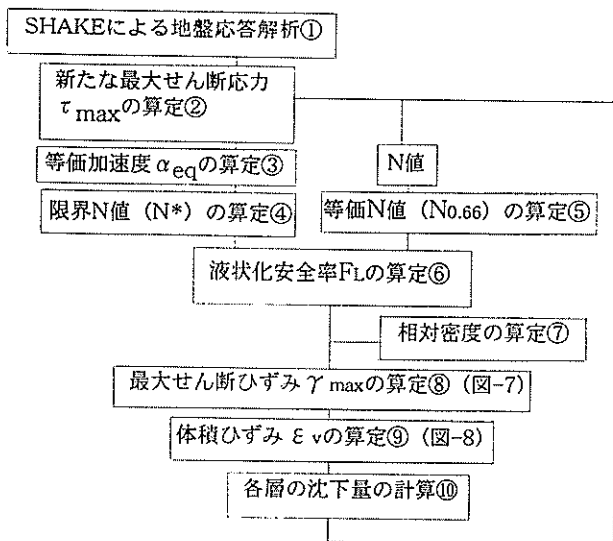 SHAKEによる地盤応答解析①
新たな最大せん断応力
τmaxの算定②
等価加速度αeqの算定③
N値
限界N値（N*）の算定④
等価N値（N0.66）の算定⑤
液状化安全率FLの算定⑥
相対密度の算定⑦
最大せん断ひずみγmaxの算定⑧（図-7）
体積ひずみεvの算定⑨（図-8）
各層の沈下量の計算⑩